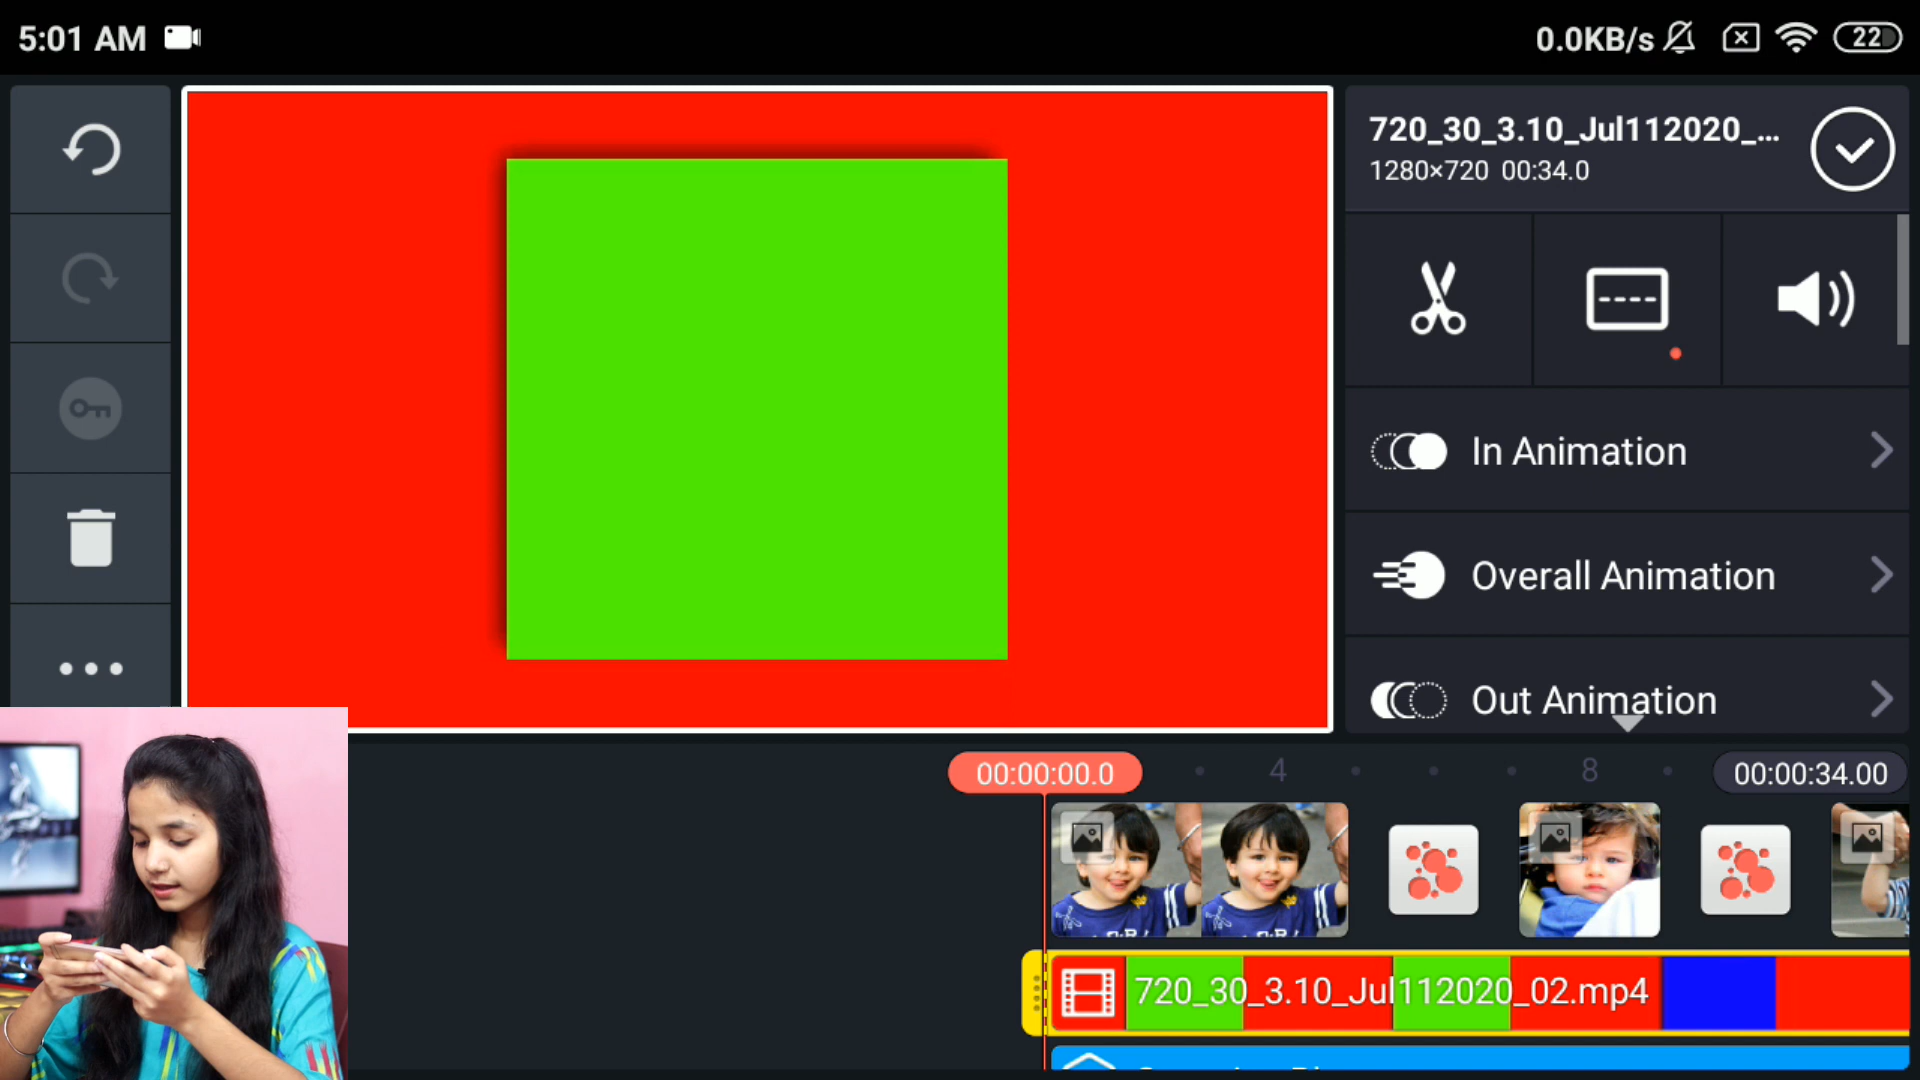 5:01 AM
0.0KB/s
22
720_30_3.10_Jul112020_...
1280×720 00:34.0
In Animation
Overall Animation
Out Animation
00:00:00.0
4
8
00:00:34.00
720_30_3.10_Jul112020_02.mp4